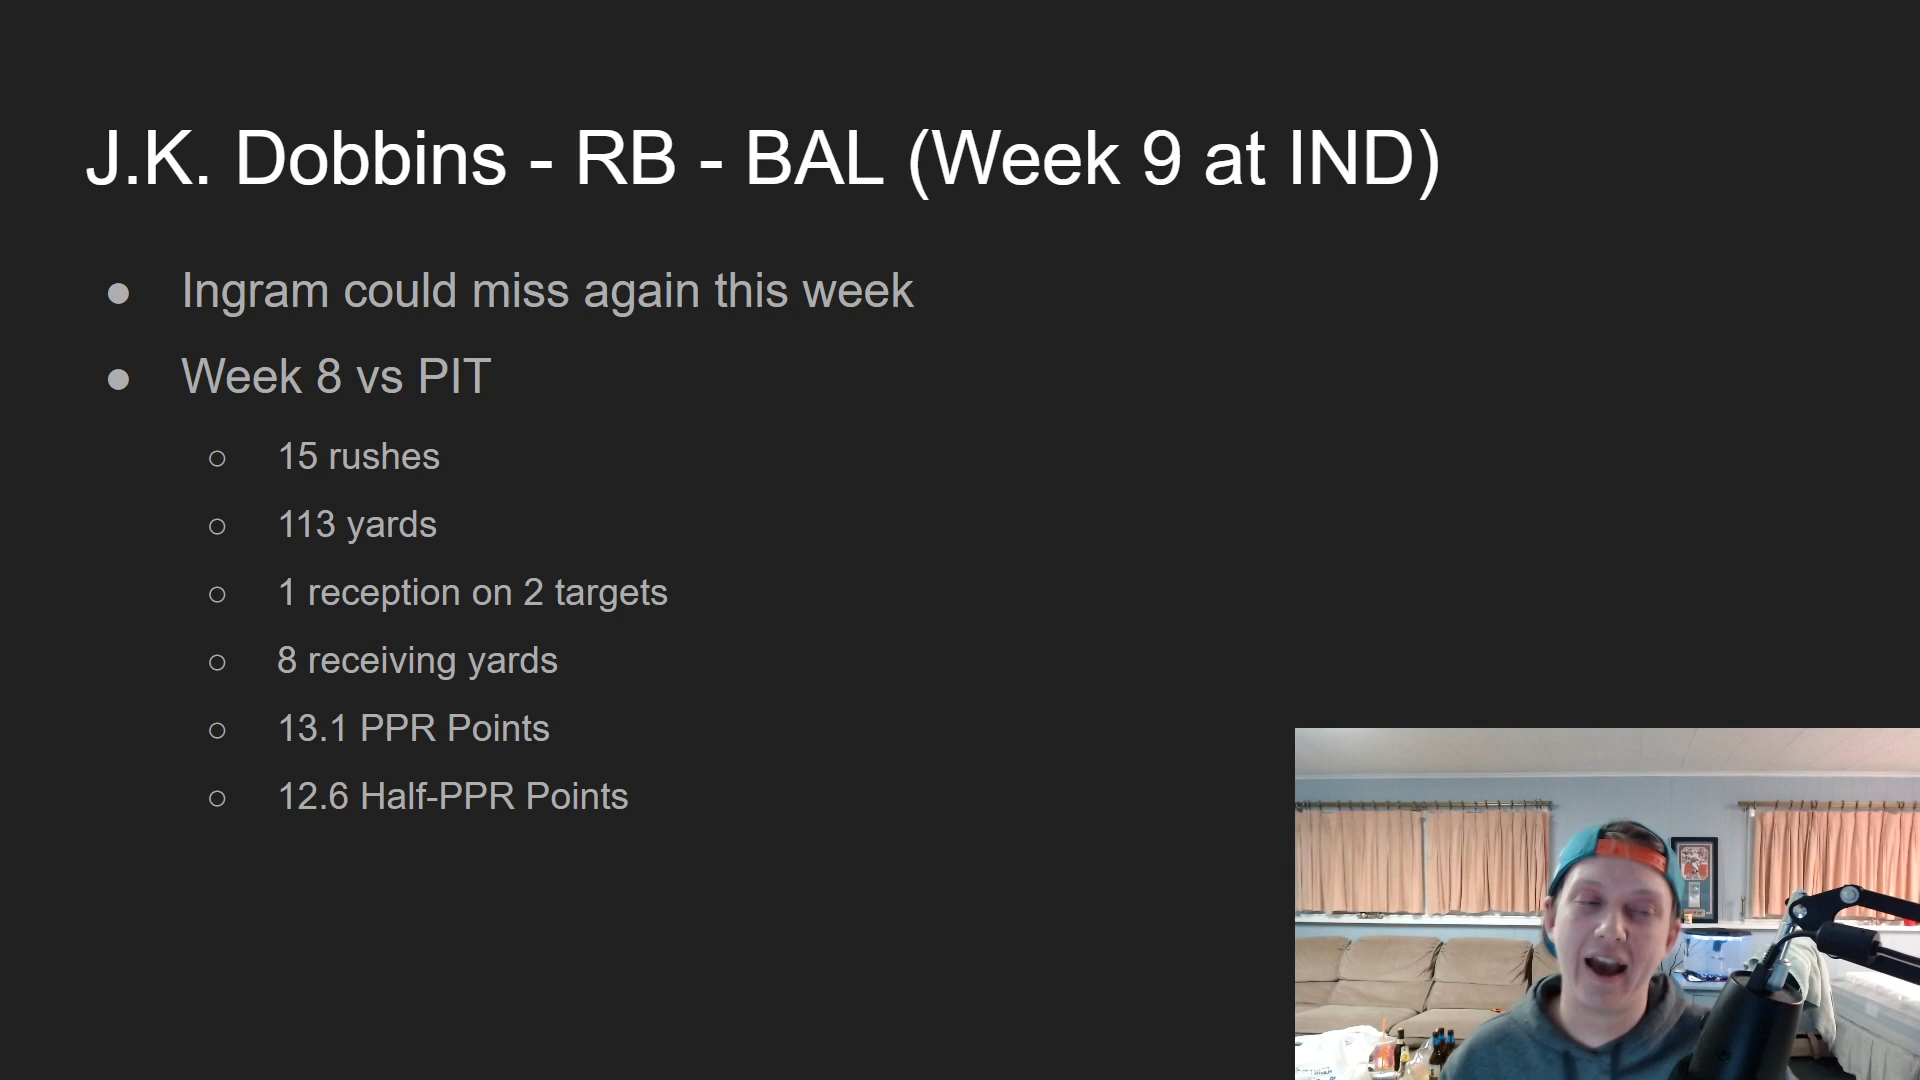 J.K. Dobbins - RB - BAL (Week 9 at IND)
Ingram could miss again this week
Week 8 vs PIT
15 rushes
113 yards
1 reception on 2 targets
8 receiving yards
13.1 PPR Points
12.6 Half-PPR Points